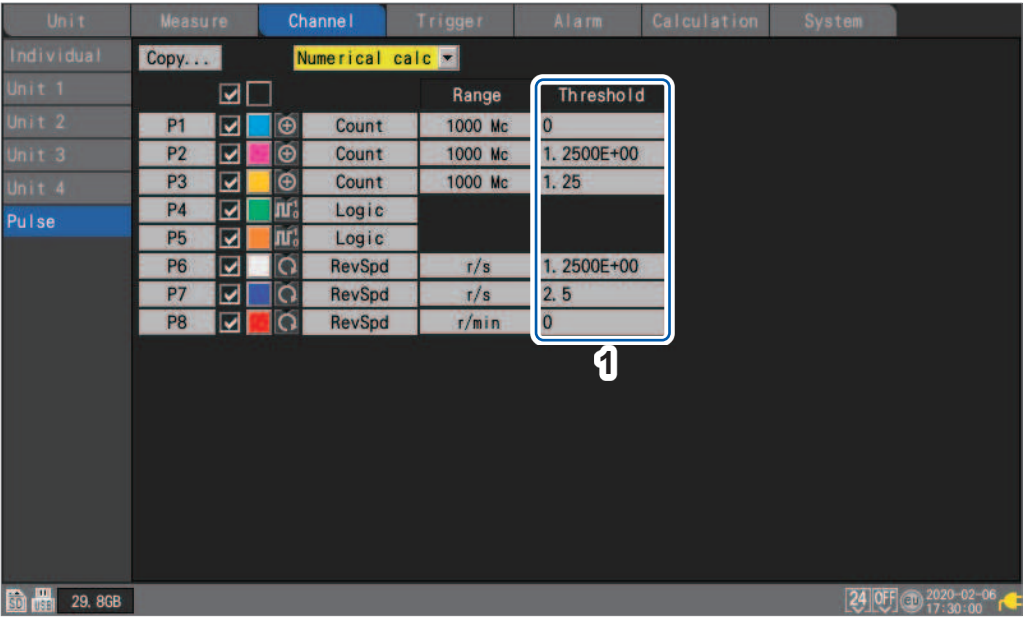 Unit Measure Channel Trigger Alarm Calculation System
Individual
Copy... Numerical calc
Unit 1
Range Threshold
Unit 2
P1 Count 1000 Mc 0
Unit 3
P2 Count 1000 Mc 1.2500E+00
Unit 4
P3 Count 1000 Mc 1.25
Pulse
P4 Logic
P5 Logic
P6 RevSpd r/s 1.2500E+00
P7 RevSpd r/s 2.5
P8 RevSpd r/min 0
1
SD USB 29.8GB 24 OFF 2020-02-06
17:30:00